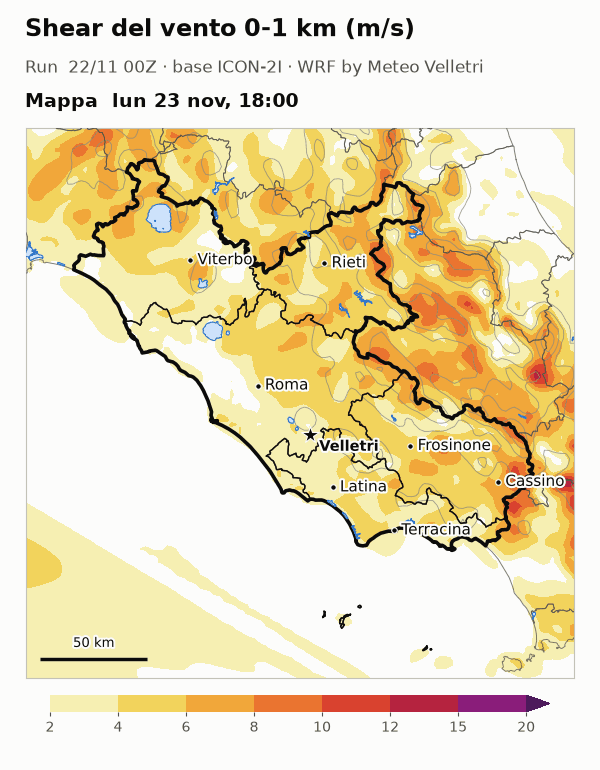 Shear del vento 0-1 km (m/s)
Run  22/11 00Z · base ICON-2I · WRF by Meteo Velletri
Mappa  lun 23 nov, 18:00
Viterbo
Rieti
Roma
Velletri
Frosinone
Latina
Cassino
Terracina
50 km
2 4 6 8 10 12 15 20